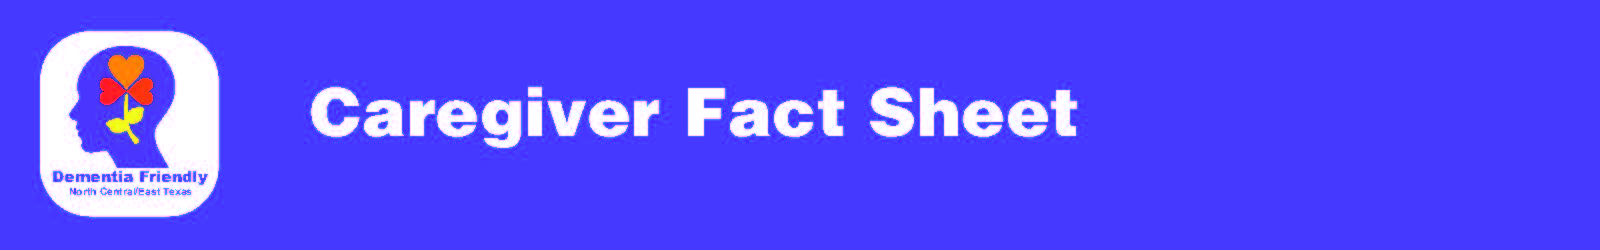 Caregiver Fact Sheet
Dementia Friendly
North Central/East Texas